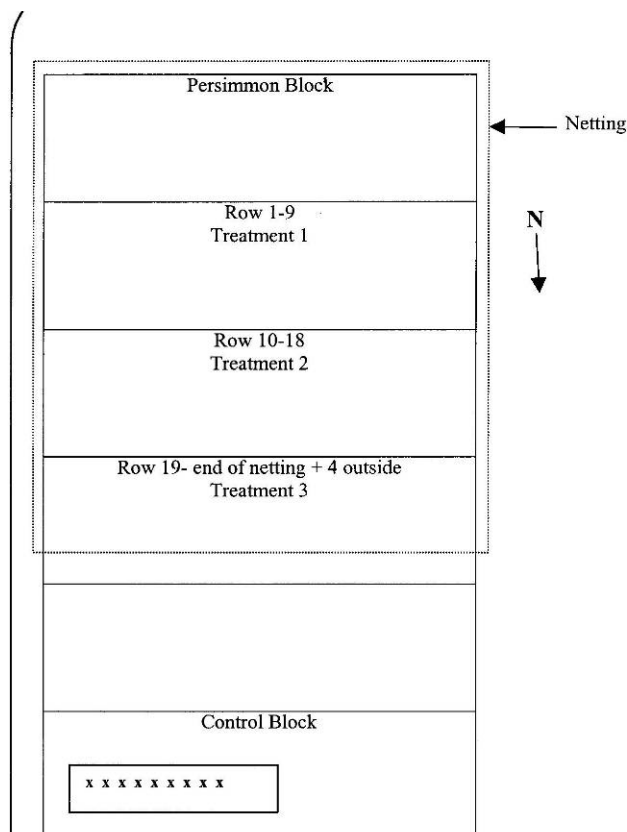 Persimmon Block
Netting
Row 1-9
Treatment 1
N
Row 10-18
Treatment 2
Row 19- end of netting + 4 outside
Treatment 3
Control Block
x x x x x x x x x